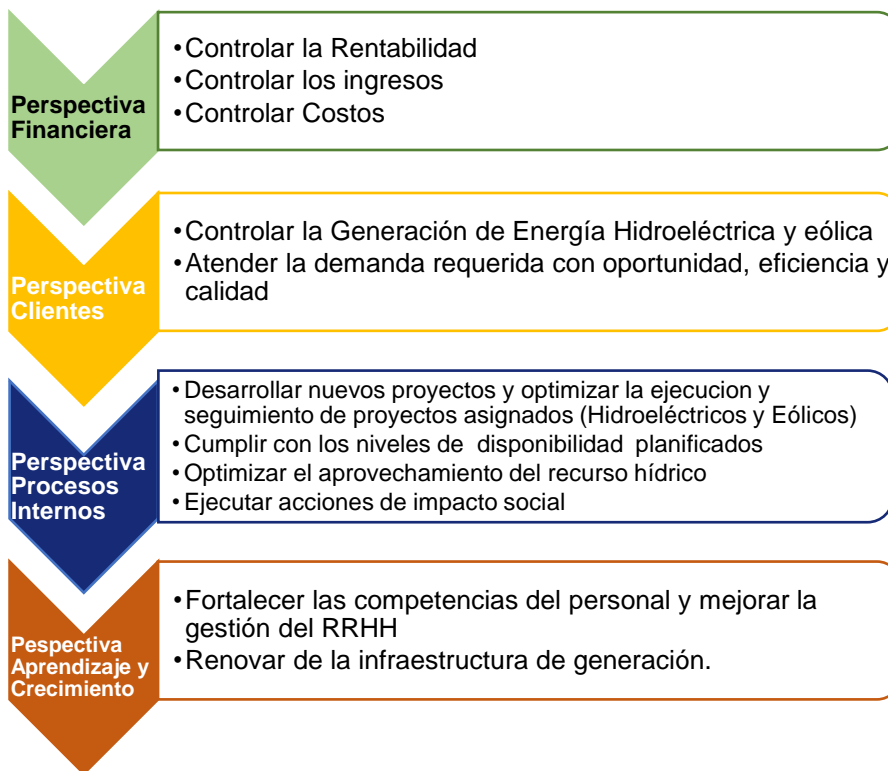 Perspectiva
Financiera
•Controlar la Rentabilidad
•Controlar los ingresos
•Controlar Costos
Perspectiva
Clientes
•Controlar la Generación de Energía Hidroeléctrica y eólica
•Atender la demanda requerida con oportunidad, eficiencia y
calidad
Perspectiva
Procesos
Internos
•Desarrollar nuevos proyectos y optimizar la ejecucion y
seguimiento de proyectos asignados (Hidroeléctricos y Eólicos)
•Cumplir con los niveles de disponibilidad planificados
•Optimizar el aprovechamiento del recurso hídrico
•Ejecutar acciones de impacto social
Pespectiva
Aprendizaje y
Crecimiento
•Fortalecer las competencias del personal y mejorar la
gestión del RRHH
•Renovar de la infraestructura de generación.